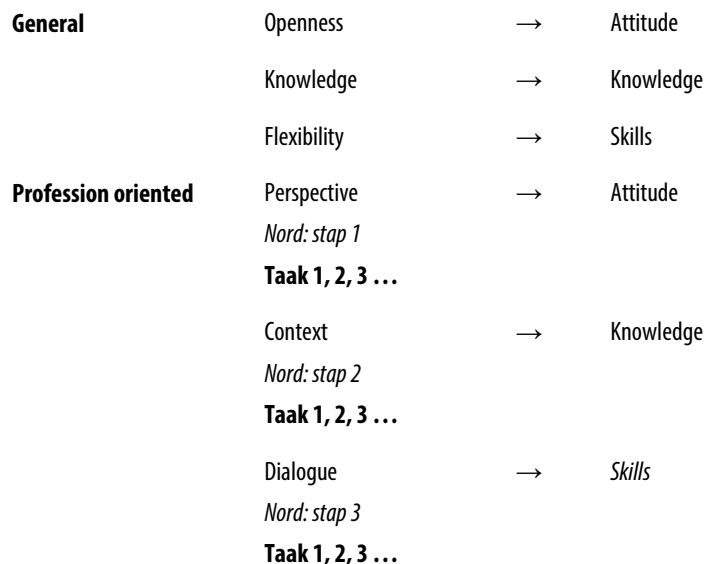 General Openness → Attitude
Knowledge → Knowledge
Flexibility → Skills
Profession oriented Perspective → Attitude
Nord: stap 1
Taak 1, 2, 3 …
Context → Knowledge
Nord: stap 2
Taak 1, 2, 3 …
Dialogue → Skills
Nord: stap 3
Taak 1, 2, 3 …